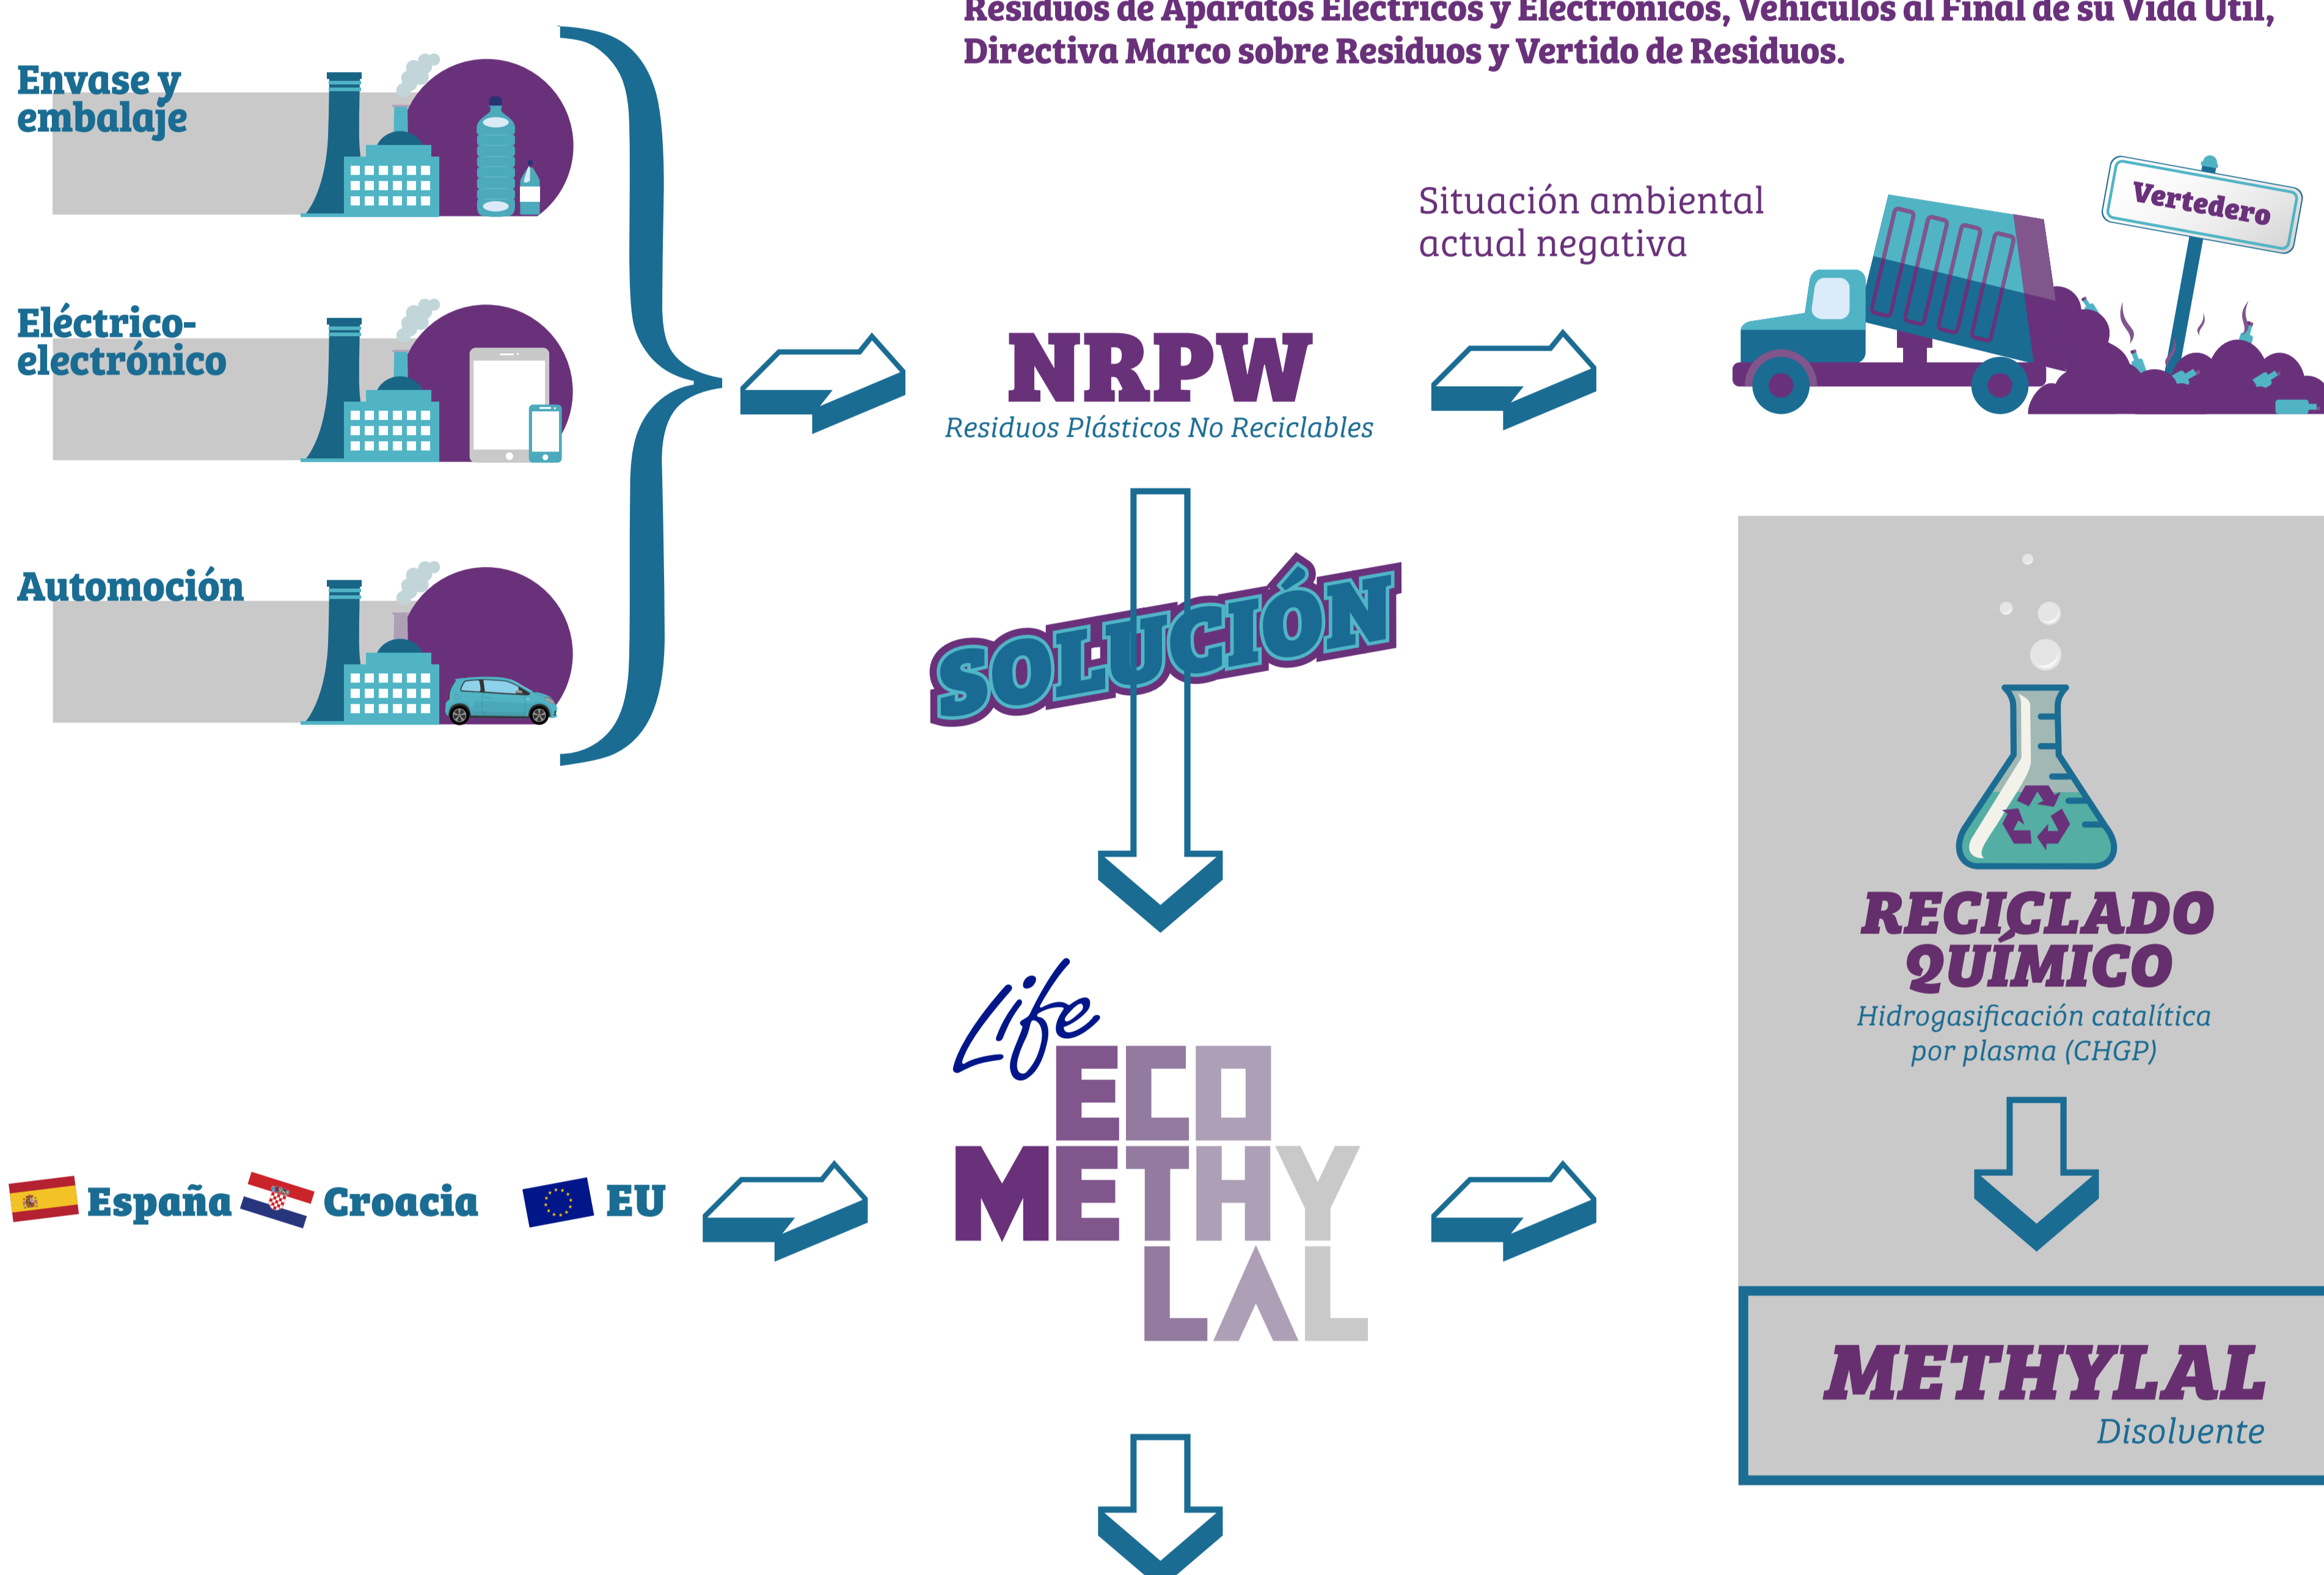 Residuos de Aparatos Eléctricos y Electrónicos, Vehículos al Final de su Vida Útil,
Directiva Marco sobre Residuos y Vertido de Residuos.
Envase y
embalaje
Eléctrico-
electrónico
Automoción
NRPW
Residuos Plásticos No Reciclables
Situación ambiental
actual negativa
Vertedero
SOLUCIÓN
RECICLADO
QUÍMICO
Hidrogasificación catalítica
por plasma (CHGP)
España
Croacia
EU
Life
ECO
METHY
LAL
METHYLAL
Disolvente